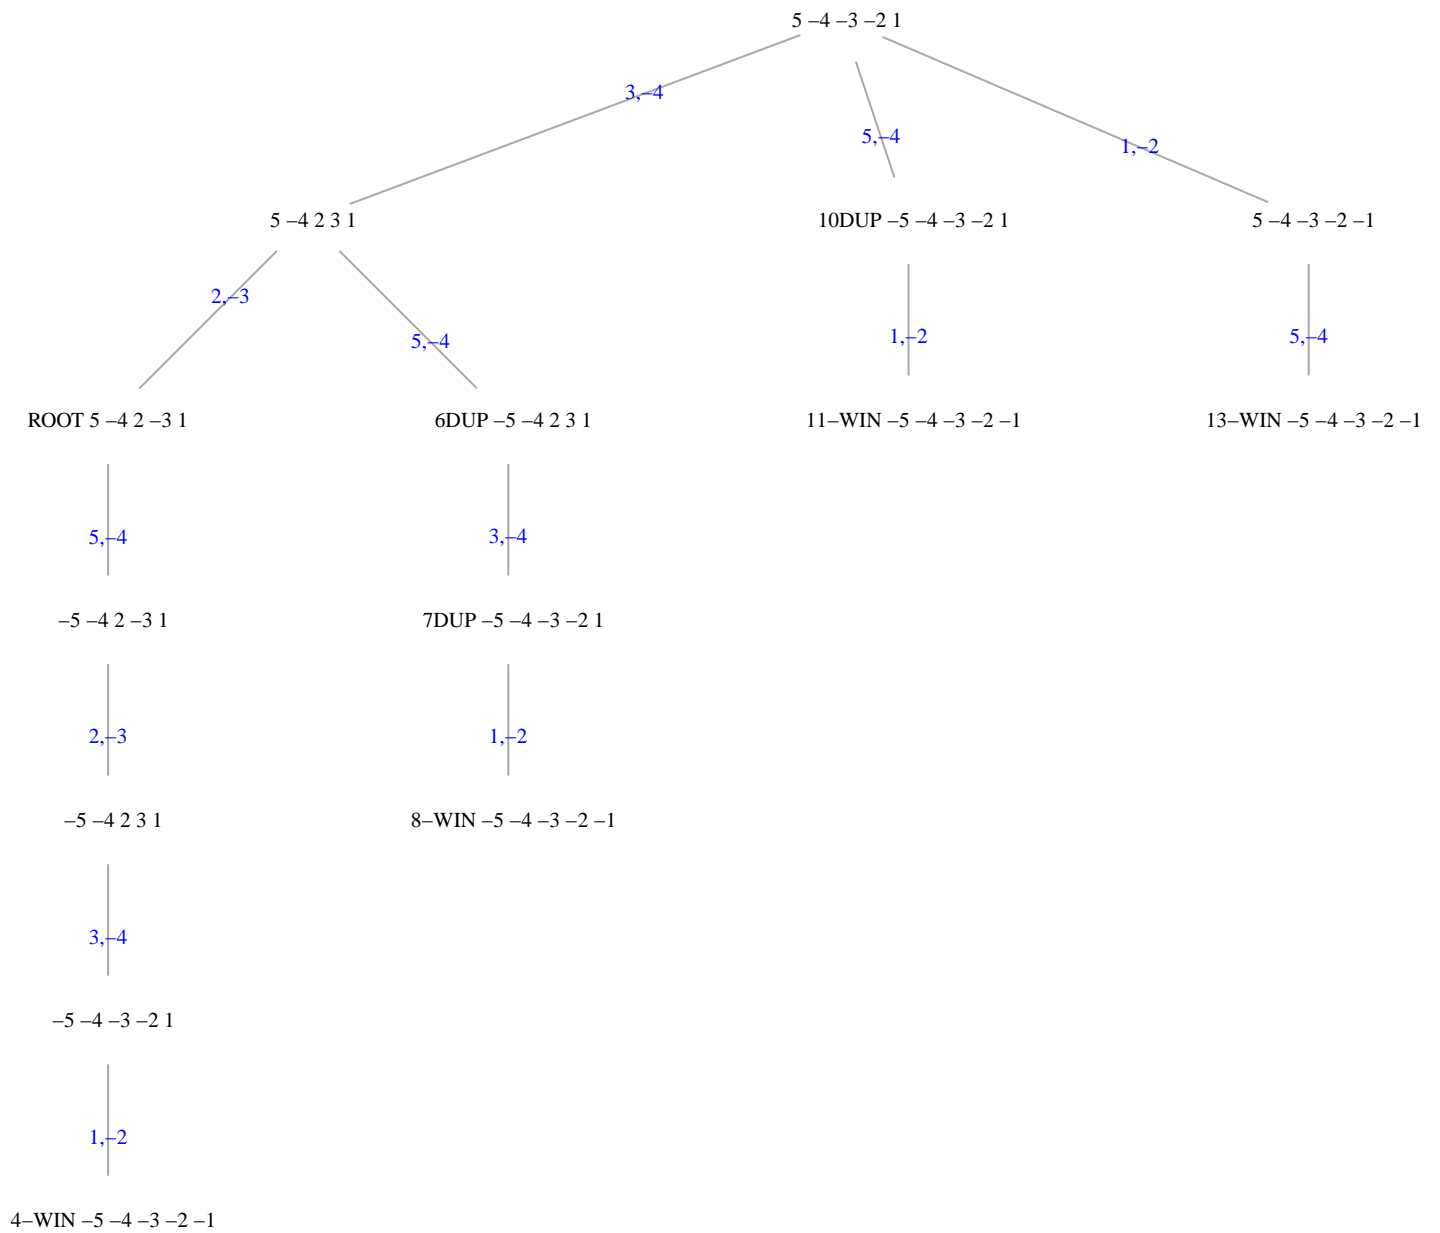 5 –4 –3 –2 1
3,–4
5,–4
1,–2
5 –4 2 3 1
10DUP –5 –4 –3 –2 1
5 –4 –3 –2 –1
2,–3
5,–4
1,–2
5,–4
ROOT 5 –4 2 –3 1
6DUP –5 –4 2 3 1
11–WIN –5 –4 –3 –2 –1
13–WIN –5 –4 –3 –2 –1
5,–4
3,–4
–5 –4 2 –3 1
7DUP –5 –4 –3 –2 1
2,–3
1,–2
–5 –4 2 3 1
8–WIN –5 –4 –3 –2 –1
3,–4
–5 –4 –3 –2 1
1,–2
4–WIN –5 –4 –3 –2 –1